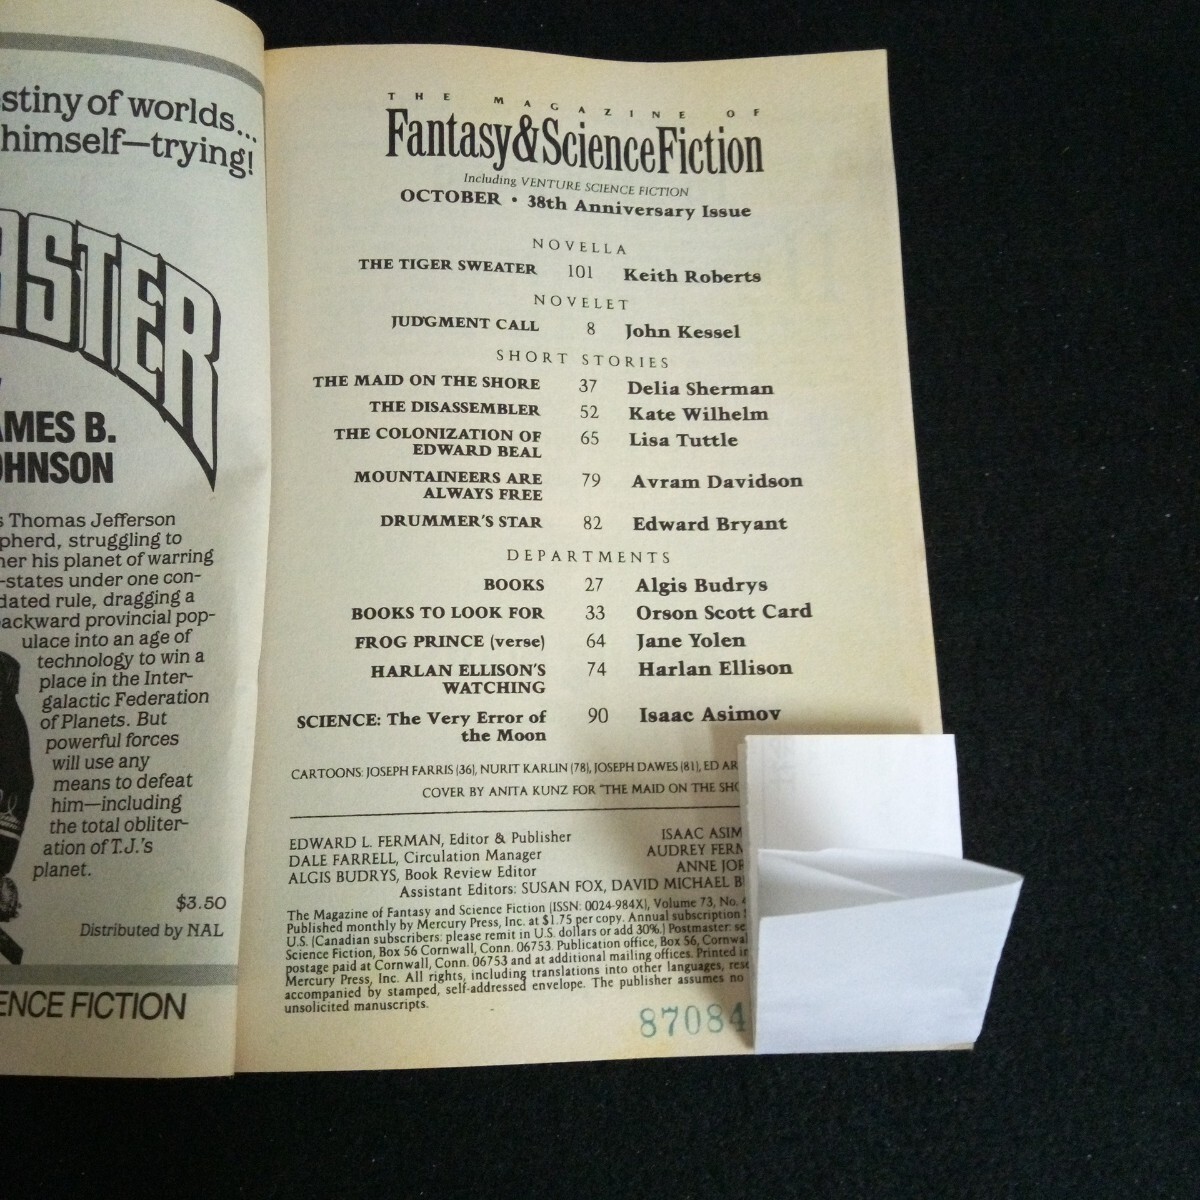 stiny of worlds...
himself—trying!
ASTER
AMES B.
OHNSON
s Thomas Jefferson
pherd, struggling to
her his planet of warring
-states under one con-
dated rule, dragging a
ackward provincial pop-
ulace into an age of
technology to win a
place in the Inter-
galactic Federation
of Planets. But
powerful forces
will use any
means to defeat
him—including
the total obliter-
ation of T.J.'s
planet.
$3.50
Distributed by NAL
ENCE FICTION
THE MAGAZINE OF
Fantasy & Science Fiction
Including VENTURE SCIENCE FICTION
OCTOBER • 38th Anniversary Issue
NOVELLA
THE TIGER SWEATER 101 Keith Roberts
NOVELET
JUDGMENT CALL 8 John Kessel
SHORT STORIES
THE MAID ON THE SHORE 37 Delia Sherman
THE DISASSEMBLER 52 Kate Wilhelm
THE COLONIZATION OF 65 Lisa Tuttle
EDWARD BEAL
MOUNTAINEERS ARE 79 Avram Davidson
ALWAYS FREE
DRUMMER'S STAR 82 Edward Bryant
DEPARTMENTS
BOOKS 27 Algis Budrys
BOOKS TO LOOK FOR 33 Orson Scott Card
FROG PRINCE (verse) 64 Jane Yolen
HARLAN ELLISON'S 74 Harlan Ellison
WATCHING
SCIENCE: The Very Error of 90 Isaac Asimov
the Moon
CARTOONS: JOSEPH FARRIS (36), NURIT KARLIN (78), JOSEPH DAWES (81), ED AR
COVER BY ANITA KUNZ FOR "THE MAID ON THE SHO
EDWARD L. FERMAN, Editor & Publisher ISAAC ASIM
DALE FARRELL, Circulation Manager AUDREY FERM
ALGIS BUDRYS, Book Review Editor ANNE JOR
Assistant Editors: SUSAN FOX, DAVID MICHAEL B
The Magazine of Fantasy and Science Fiction (ISSN: 0024-984X), Volume 73, No. 4
Published monthly by Mercury Press, Inc. at $1.75 per copy. Annual subscription
U.S. (Canadian subscribers: please remit in U.S. dollars or add 30%.) Postmaster: se
Science Fiction, Box 56 Cornwall, Conn. 06753. Publication office, Box 56, Cornwal
postage paid at Cornwall, Conn. 06753 and at additional mailing offices. Printed in
Mercury Press, Inc. All rights, including translations into other languages, rese
accompanied by stamped, self-addressed envelope. The publisher assumes no
unsolicited manuscripts.
87084